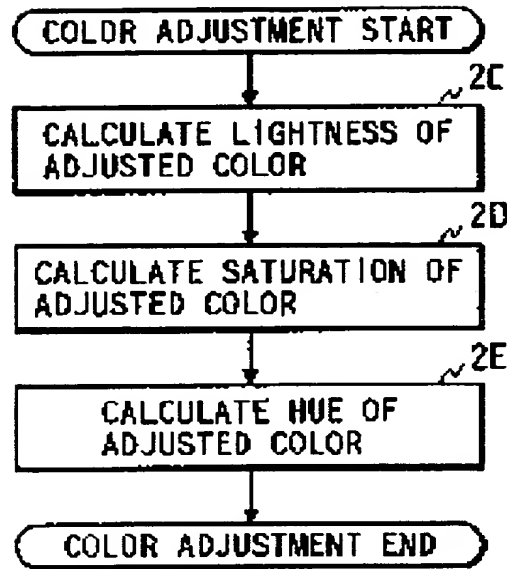 COLOR ADJUSTMENT START
2C
CALCULATE LIGHTNESS OF
ADJUSTED COLOR
2D
CALCULATE SATURATION OF
ADJUSTED COLOR
2E
CALCULATE HUE OF
ADJUSTED COLOR
COLOR ADJUSTMENT END